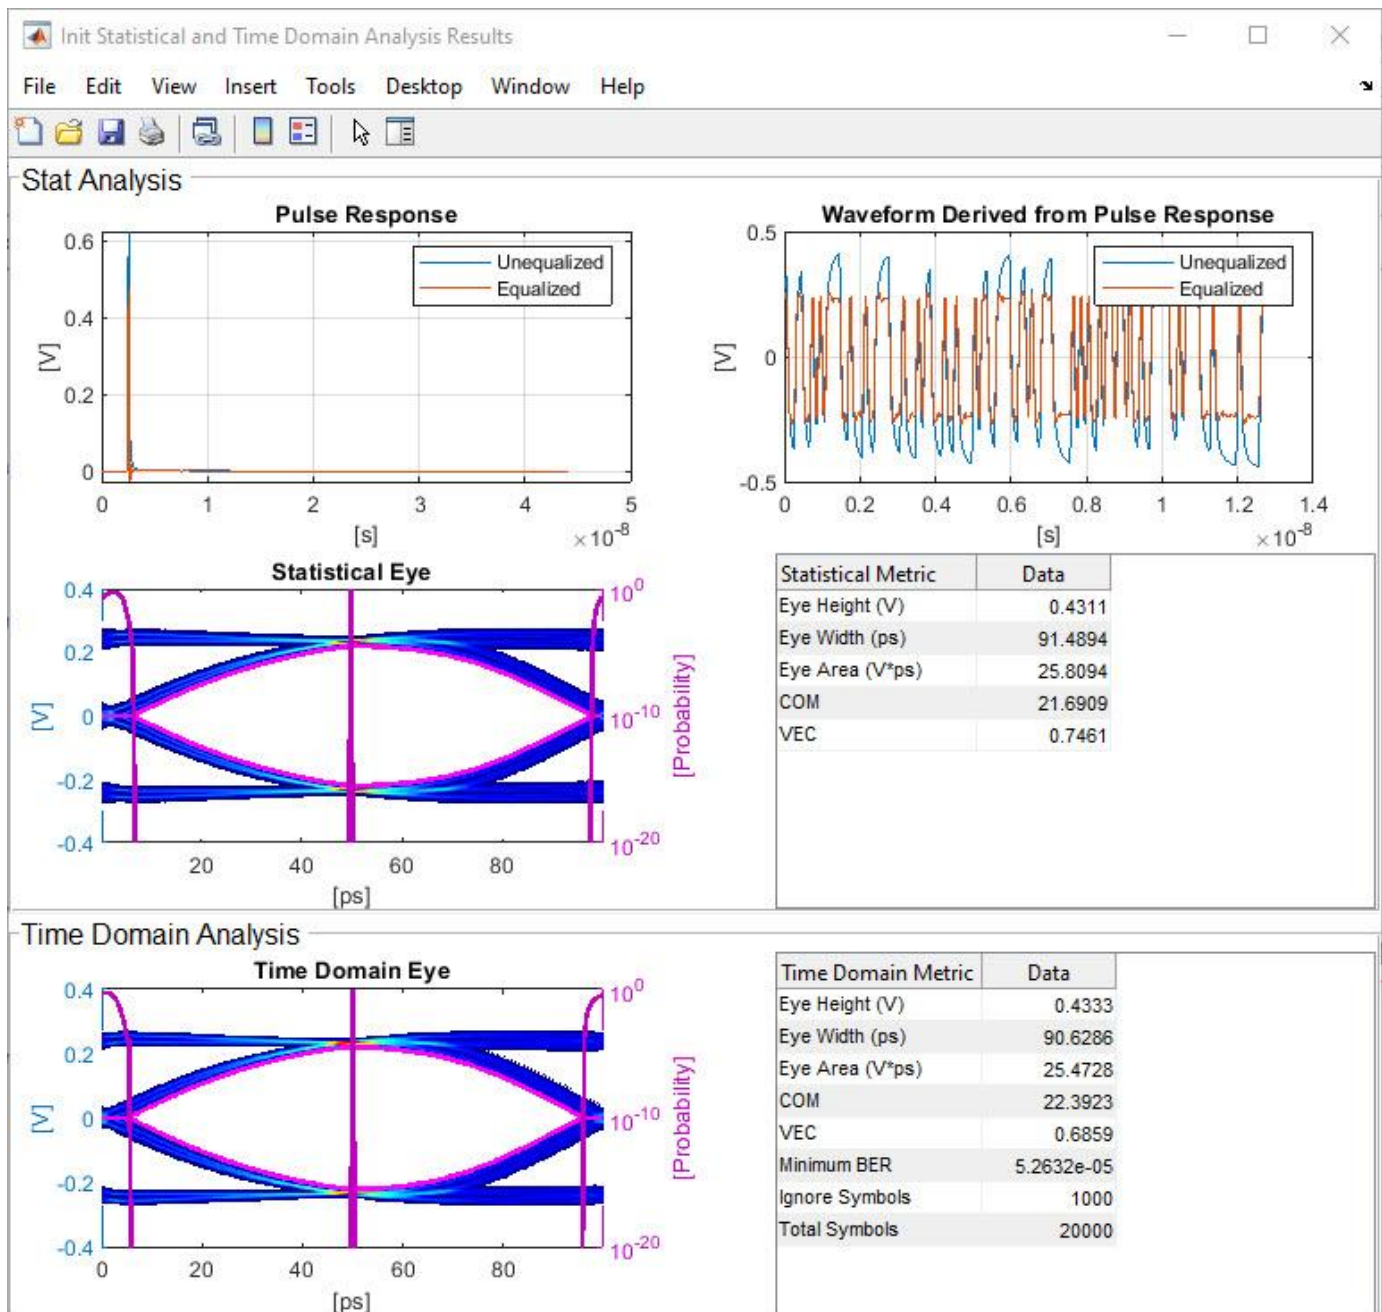 Init Statistical and Time Domain Analysis Results
File Edit View Insert Tools Desktop Window Help
Stat Analysis
Pulse Response
0.6
0.4
0.2
0
[V]
Unequalized
Equalized
0 1 2 3 4 5
[s]
×10-8
Waveform Derived from Pulse Response
0.5
0
-0.5
[V]
Unequalized
Equalized
0 0.2 0.4 0.6 0.8 1 1.2 1.4
[s]
×10-8
Statistical Eye
0.4
0.2
0
-0.2
-0.4
[V]
100
10-10
10-20
[Probability]
20 40 60 80
[ps]
Statistical Metric Data
Eye Height (V) 0.4311
Eye Width (ps) 91.4894
Eye Area (V*ps) 25.8094
COM 21.6909
VEC 0.7461
Time Domain Analysis
Time Domain Eye
0.4
0.2
0
-0.2
-0.4
[V]
100
10-10
10-20
[Probability]
0 20 40 60 80
[ps]
Time Domain Metric Data
Eye Height (V) 0.4333
Eye Width (ps) 90.6286
Eye Area (V*ps) 25.4728
COM 22.3923
VEC 0.6859
Minimum BER 5.2632e-05
Ignore Symbols 1000
Total Symbols 20000